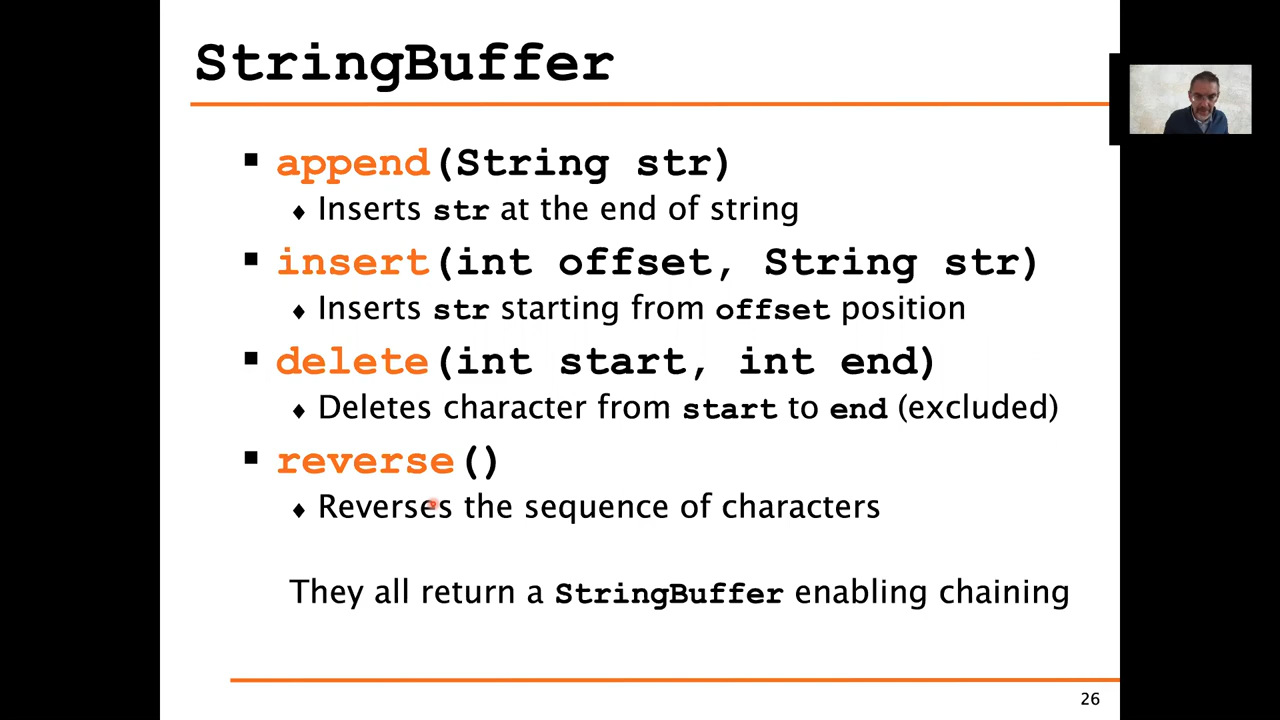 StringBuffer
▪ append(String str)
♦ Inserts str at the end of string
▪ insert(int offset, String str)
♦ Inserts str starting from offset position
▪ delete(int start, int end)
♦ Deletes character from start to end (excluded)
▪ reverse()
♦ Reverses the sequence of characters
They all return a StringBuffer enabling chaining
26